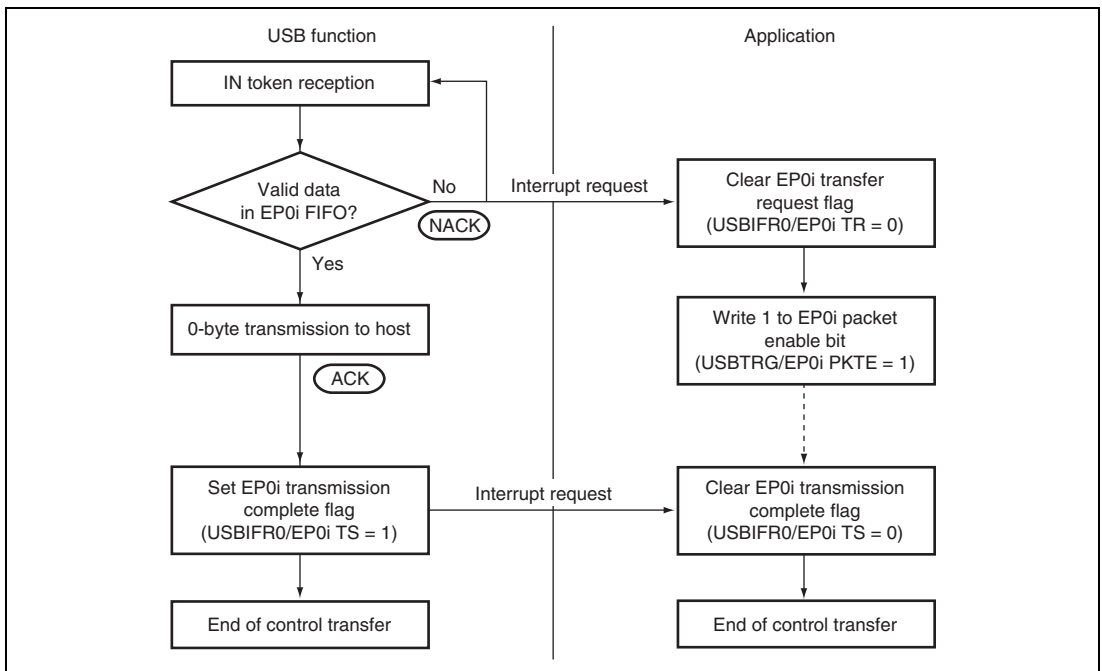 USB function
Application
IN token reception
Valid data
in EP0i FIFO?
No
NACK
Interrupt request
Clear EP0i transfer
request flag
(USBIFR0/EP0i TR = 0)
Yes
0-byte transmission to host
Write 1 to EP0i packet
enable bit
(USBTRG/EP0i PKTE = 1)
ACK
Set EP0i transmission
complete flag
(USBIFR0/EP0i TS = 1)
Interrupt request
Clear EP0i transmission
complete flag
(USBIFR0/EP0i TS = 0)
End of control transfer
End of control transfer